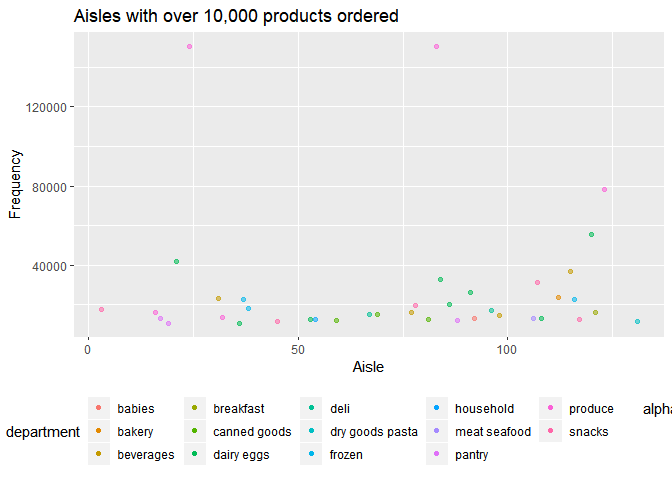 Aisles with over 10,000 products ordered
120000
80000
40000
Frequency
0 50 100
Aisle
department
babies breakfast deli household produce
bakery canned goods dry goods pasta meat seafood snacks
beverages dairy eggs frozen pantry
alpha